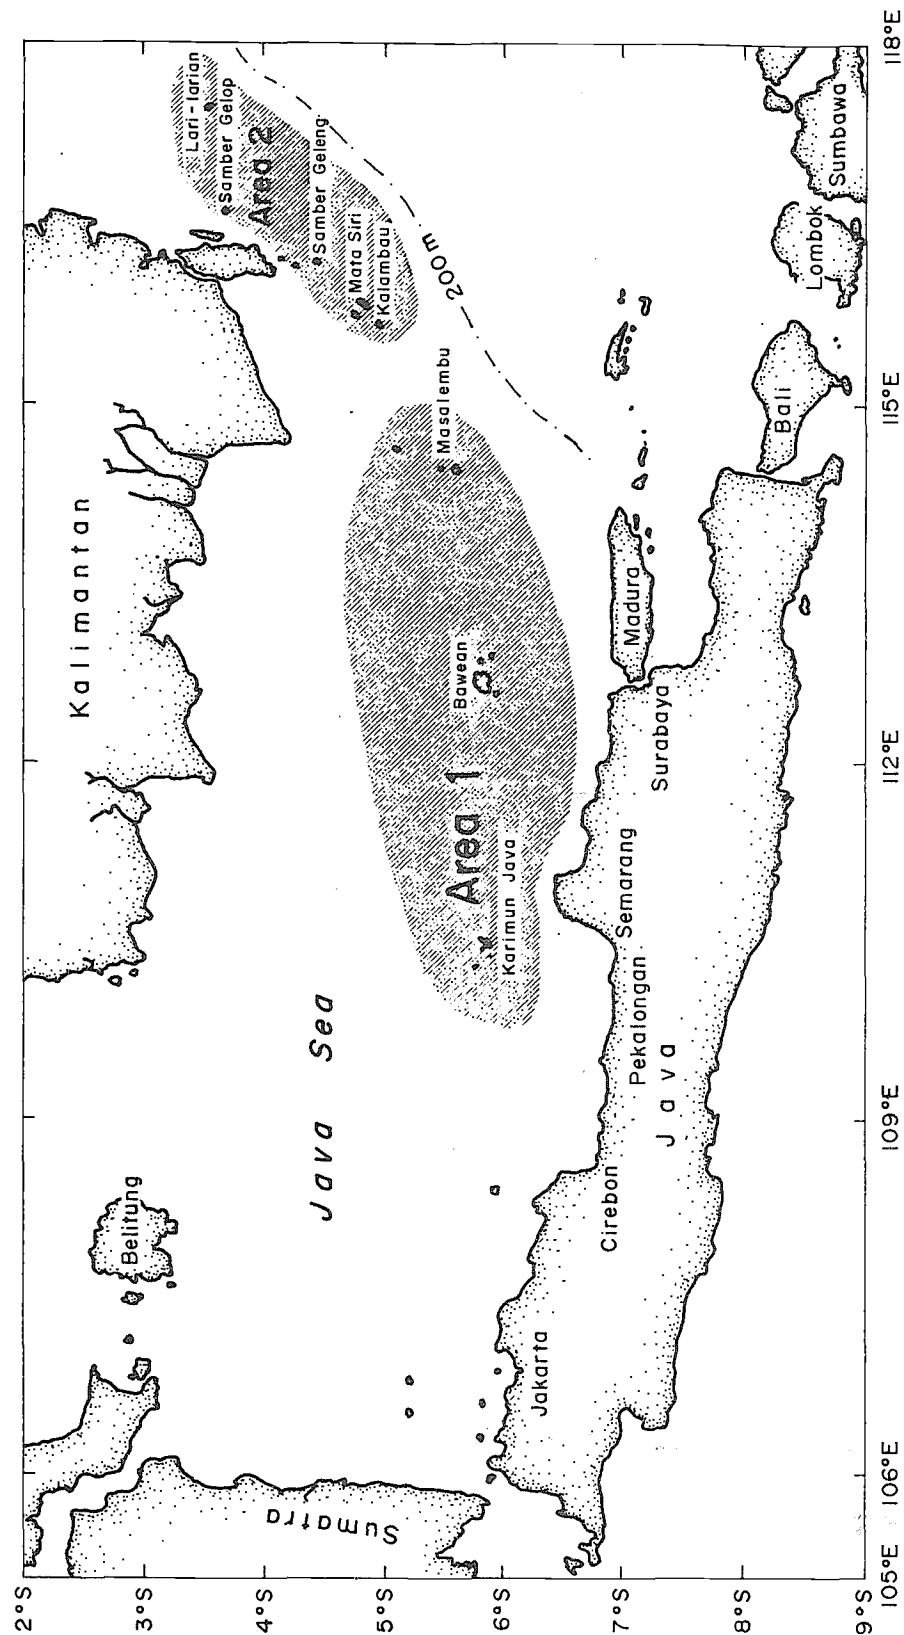 Kalimantan
Belitung
Sumatra
Java Sea
Lari-larian
Samber Gelop
Area 2
Samber Geleng
Mata Siri
Kalambau
200 m
Masalembu
Bawean
Area 1
Karimun Java
Jakarta
Cirebon
Pekalongan
Semarang
Surabaya
Madura
Java
Bali
Lombok
Sumbawa
2°S
3°S
4°S
5°S
6°S
7°S
8°S
9°S
105°E
106°E
109°E
112°E
115°E
118°E